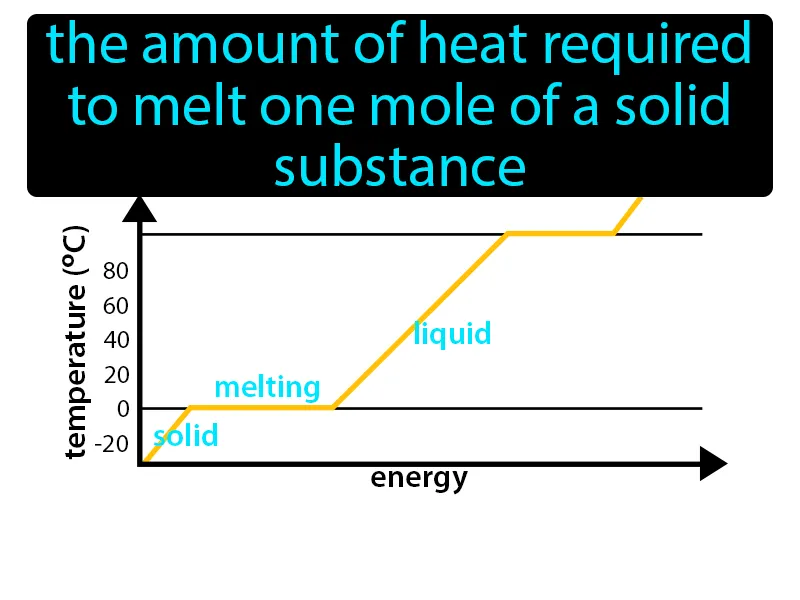 the amount of heat required
to melt one mole of a solid
substance
temperature (ºC)
80
60
40
20
0
-20
liquid
melting
solid
energy